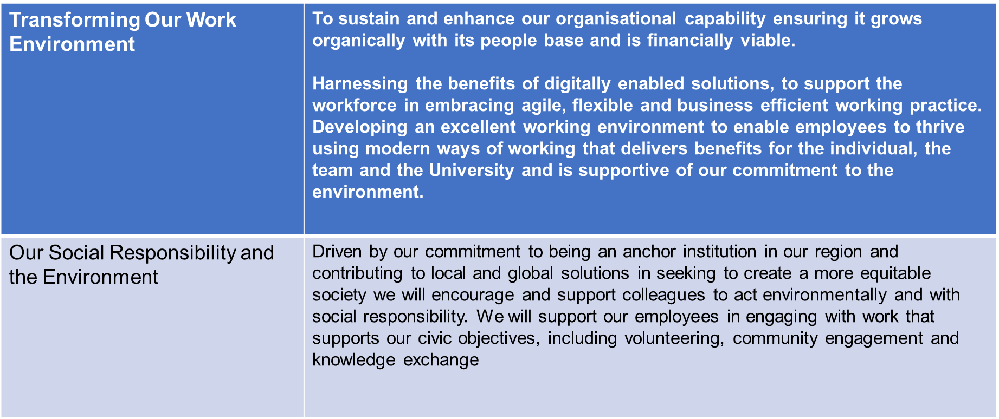 Transforming Our Work
Environment
To sustain and enhance our organisational capability ensuring it grows
organically with its people base and is financially viable.
Harnessing the benefits of digitally enabled solutions, to support the
workforce in embracing agile, flexible and business efficient working practice.
Developing an excellent working environment to enable employees to thrive
using modern ways of working that delivers benefits for the individual, the
team and the University and is supportive of our commitment to the
environment.
Our Social Responsibility and
the Environment
Driven by our commitment to being an anchor institution in our region and
contributing to local and global solutions in seeking to create a more equitable
society we will encourage and support colleagues to act environmentally and with
social responsibility. We will support our employees in engaging with work that
supports our civic objectives, including volunteering, community engagement and
knowledge exchange